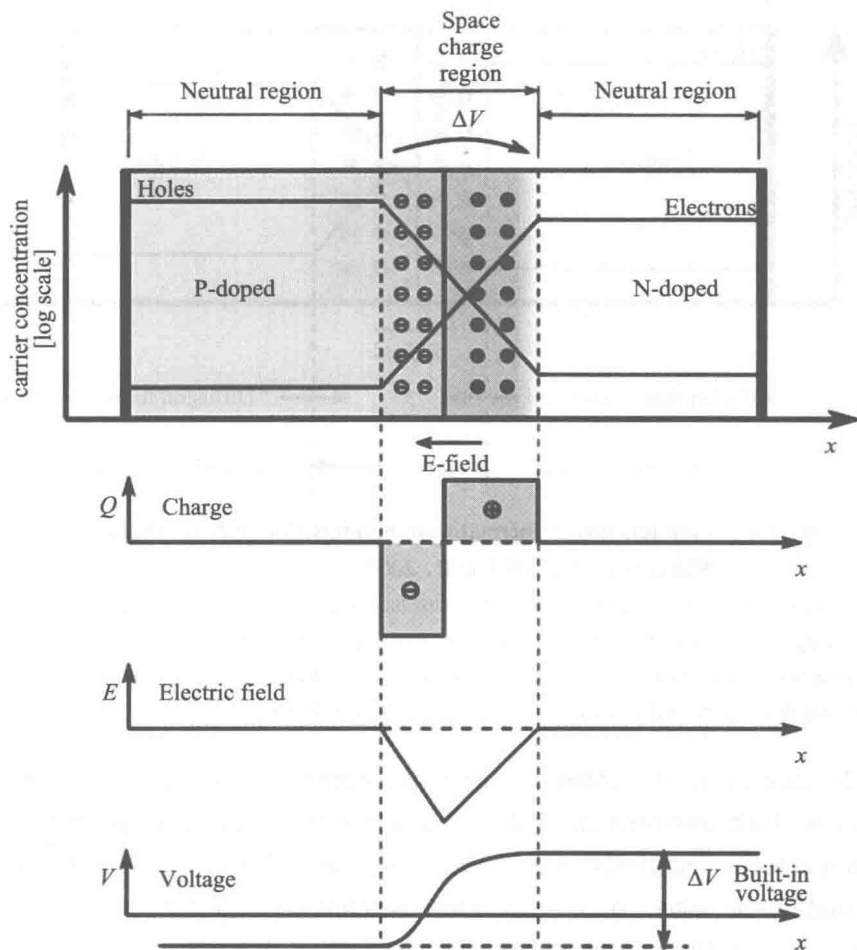 Space
charge
region
Neutral region
Neutral region
ΔV
Holes
Electrons
P-doped
N-doped
carrier concentration
[log scale]
x
E-field
Q
Charge
⊕
x
⊖
E
Electric field
x
V
Voltage
ΔV
Built-in
voltage
x